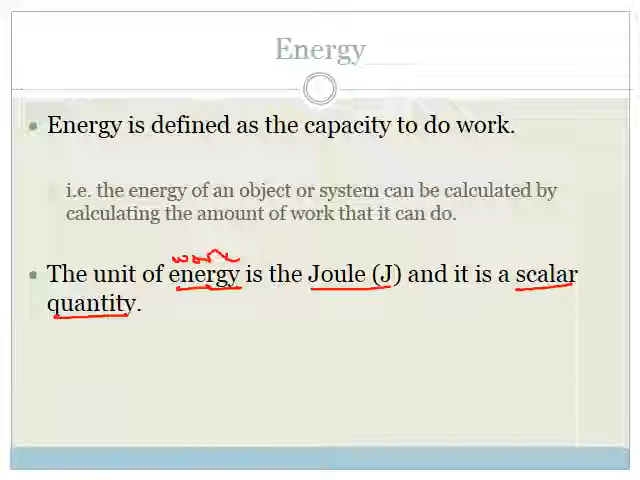 Energy
• Energy is defined as the capacity to do work.
i.e. the energy of an object or system can be calculated by
calculating the amount of work that it can do.
work
• The unit of energy is the Joule (J) and it is a scalar
quantity.